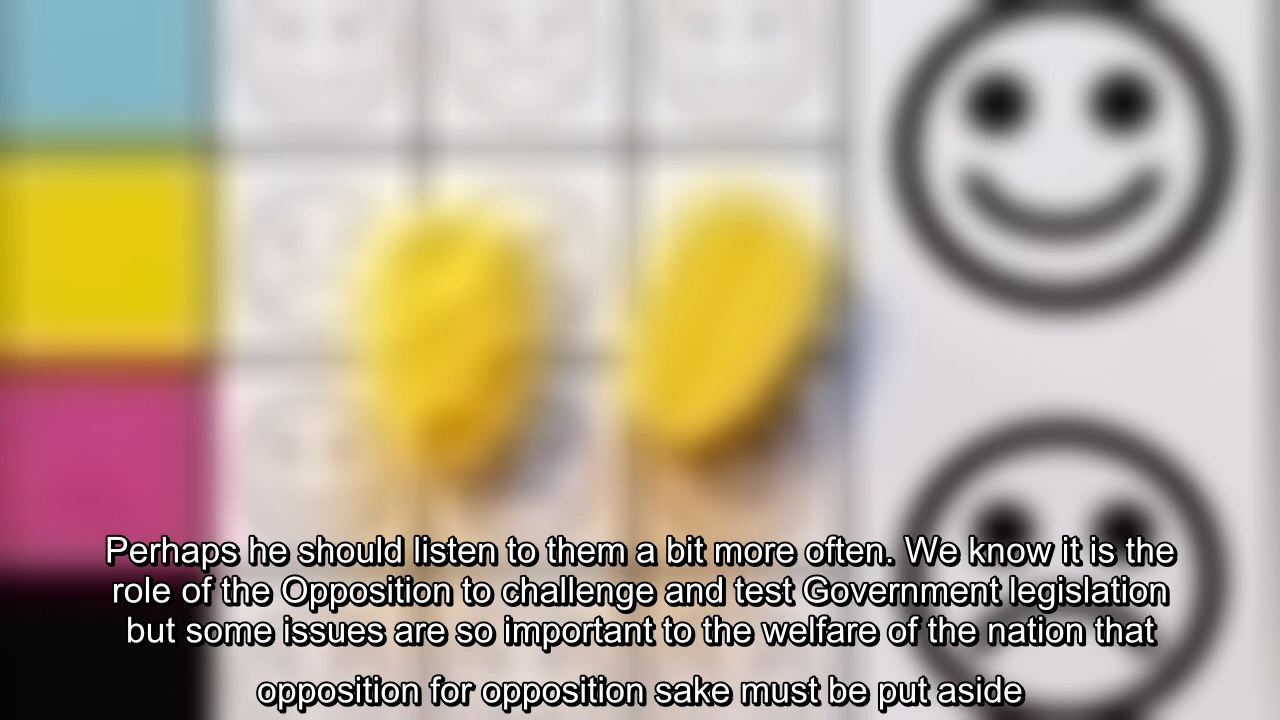 Perhaps he should listen to them a bit more often. We know it is the
role of the Opposition to challenge and test Government legislation
but some issues are so important to the welfare of the nation that
opposition for opposition sake must be put aside